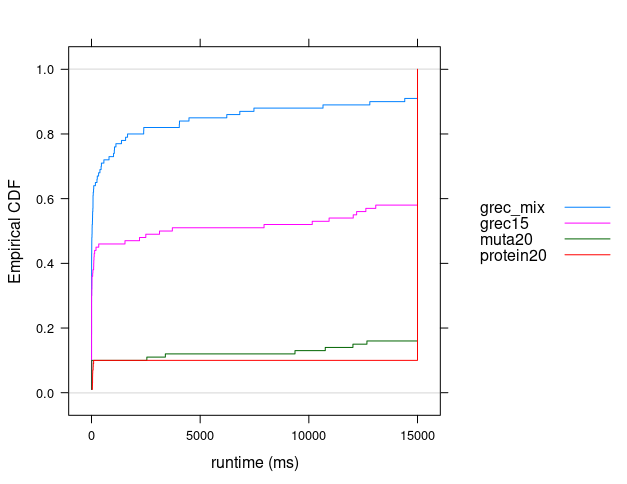 1.0
0.8
0.6
0.4
0.2
0.0
Empirical CDF
0
5000
10000
15000
runtime (ms)
grec_mix
grec15
muta20
protein20